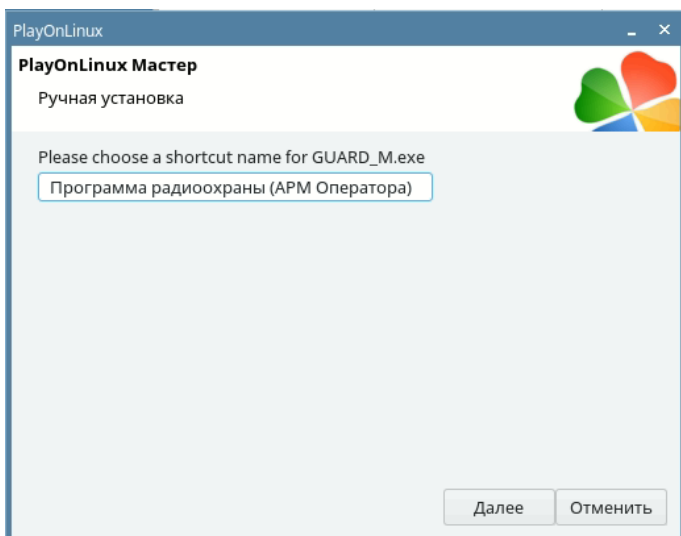 PlayOnLinux
PlayOnLinux Мастер
Ручная установка
Please choose a shortcut name for GUARD_M.exe
Программа радиоохраны (АРМ Оператора)
Далее
Отменить